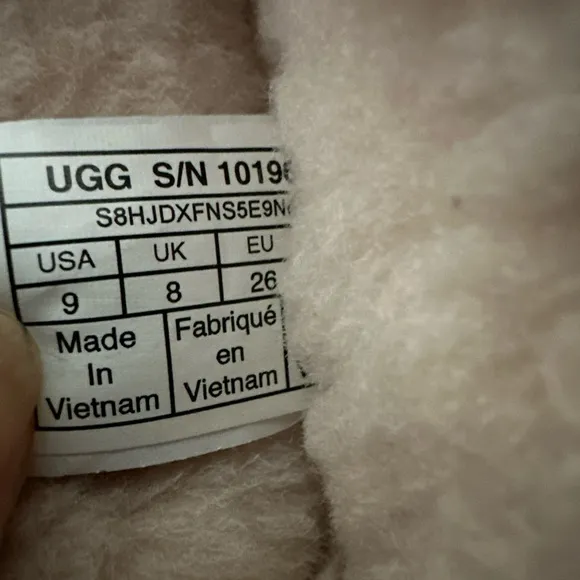 UGG S/N 1019
S8HJDXFNS5E9N
USA UK EU
9 8 26
Made In Vietnam
Fabriqué en Vietnam